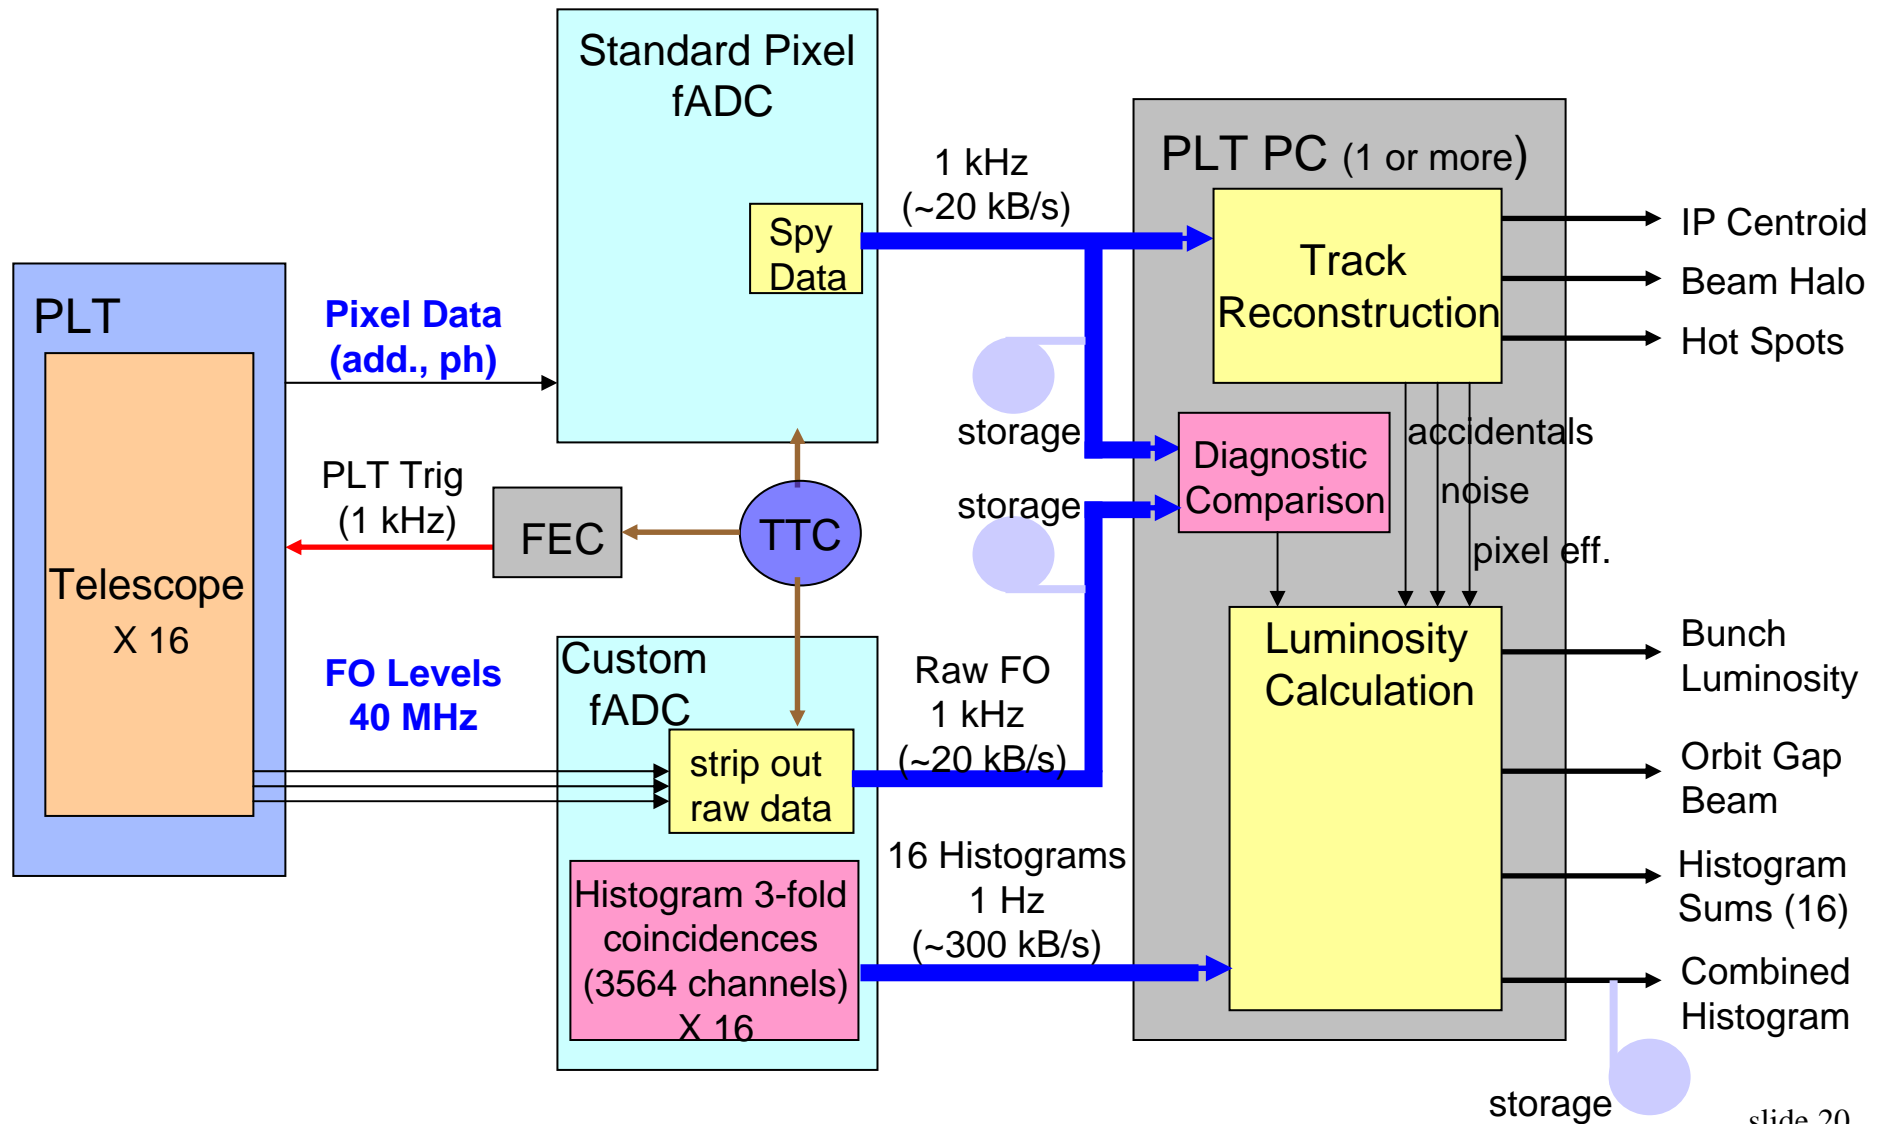 Standard Pixel
fADC
Spy
Data
1 kHz
(~20 kB/s)
PLT PC (1 or more)
Track
Reconstruction
IP Centroid
Beam Halo
Hot Spots
PLT
Telescope
X 16
Pixel Data
(add., ph)
PLT Trig
(1 kHz)
FEC
TTC
storage
storage
Diagnostic
Comparison
accidentals
noise
pixel eff.
FO Levels
40 MHz
Custom
fADC
strip out
raw data
Raw FO
1 kHz
(~20 kB/s)
Histogram 3-fold
coincidences
(3564 channels)
X 16
16 Histograms
1 Hz
(~300 kB/s)
Luminosity
Calculation
Bunch
Luminosity
Orbit Gap
Beam
Histogram
Sums (16)
Combined
Histogram
storage
slide 20